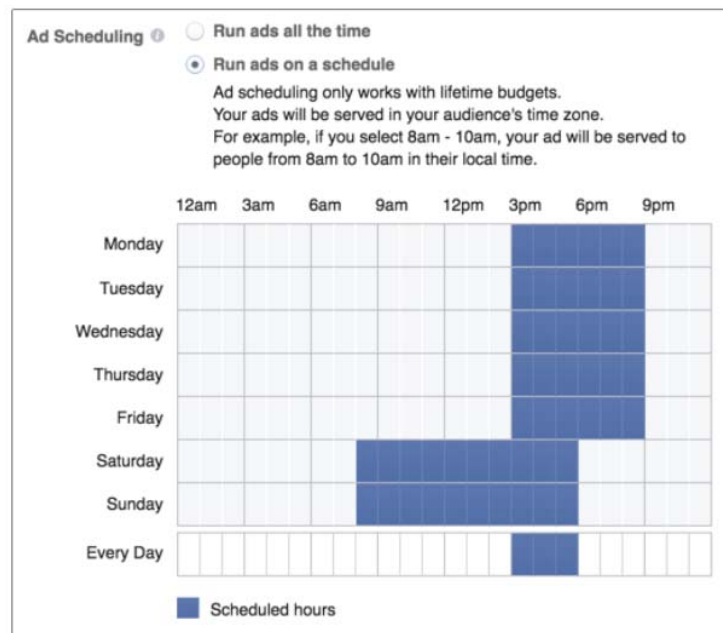 Ad Scheduling
Run ads all the time
Run ads on a schedule
Ad scheduling only works with lifetime budgets.
Your ads will be served in your audience's time zone.
For example, if you select 8am - 10am, your ad will be served to
people from 8am to 10am in their local time.
12am 3am 6am 9am 12pm 3pm 6pm 9pm
Monday
Tuesday
Wednesday
Thursday
Friday
Saturday
Sunday
Every Day
Scheduled hours